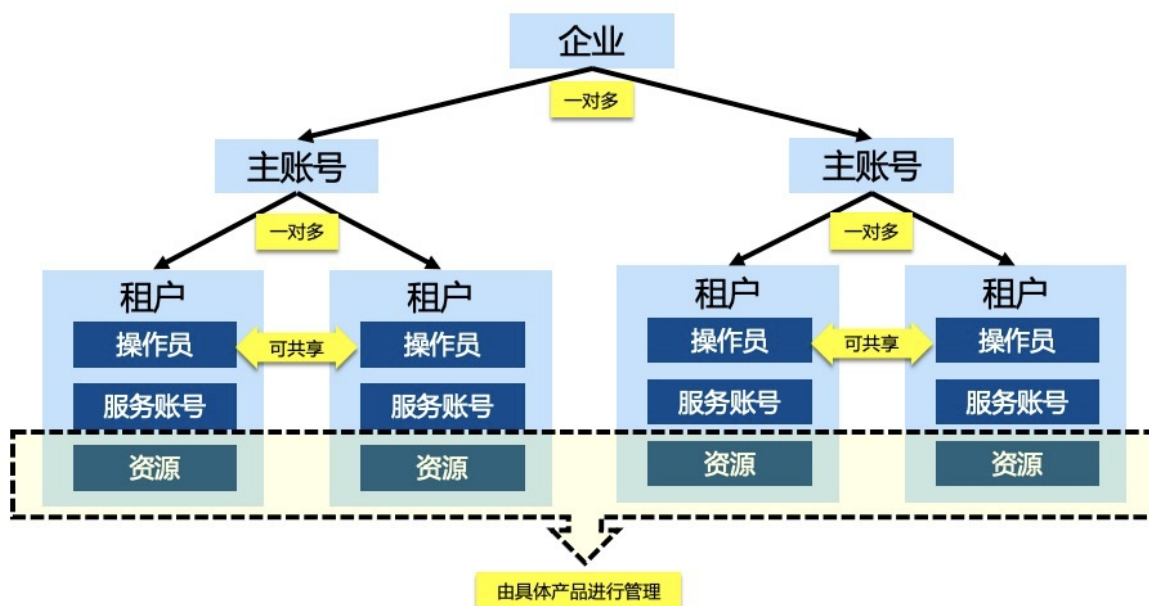 企业
一对多
主账号
主账号
一对多
一对多
租户
租户
租户
租户
操作员
可共享
操作员
操作员
可共享
操作员
服务账号
服务账号
服务账号
服务账号
资源
资源
资源
资源
由具体产品进行管理